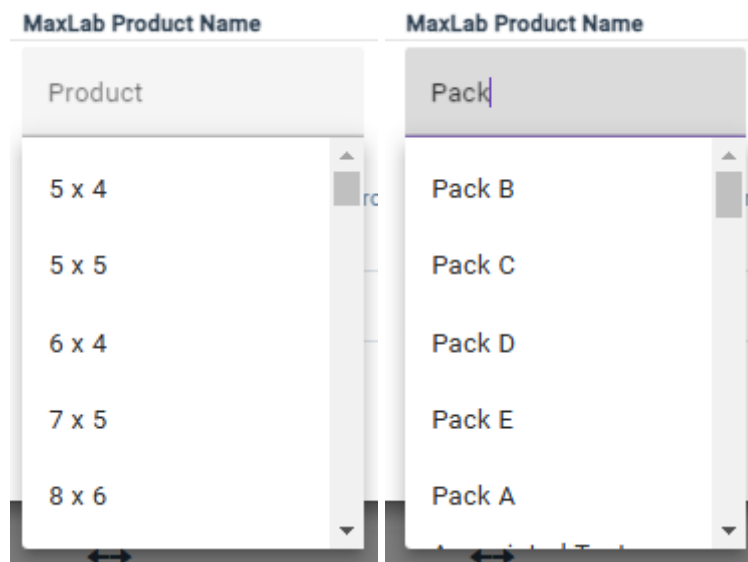 MaxLab Product Name
Product
5 x 4
5 x 5
6 x 4
7 x 5
8 x 6
MaxLab Product Name
Pack
Pack B
Pack C
Pack D
Pack E
Pack A